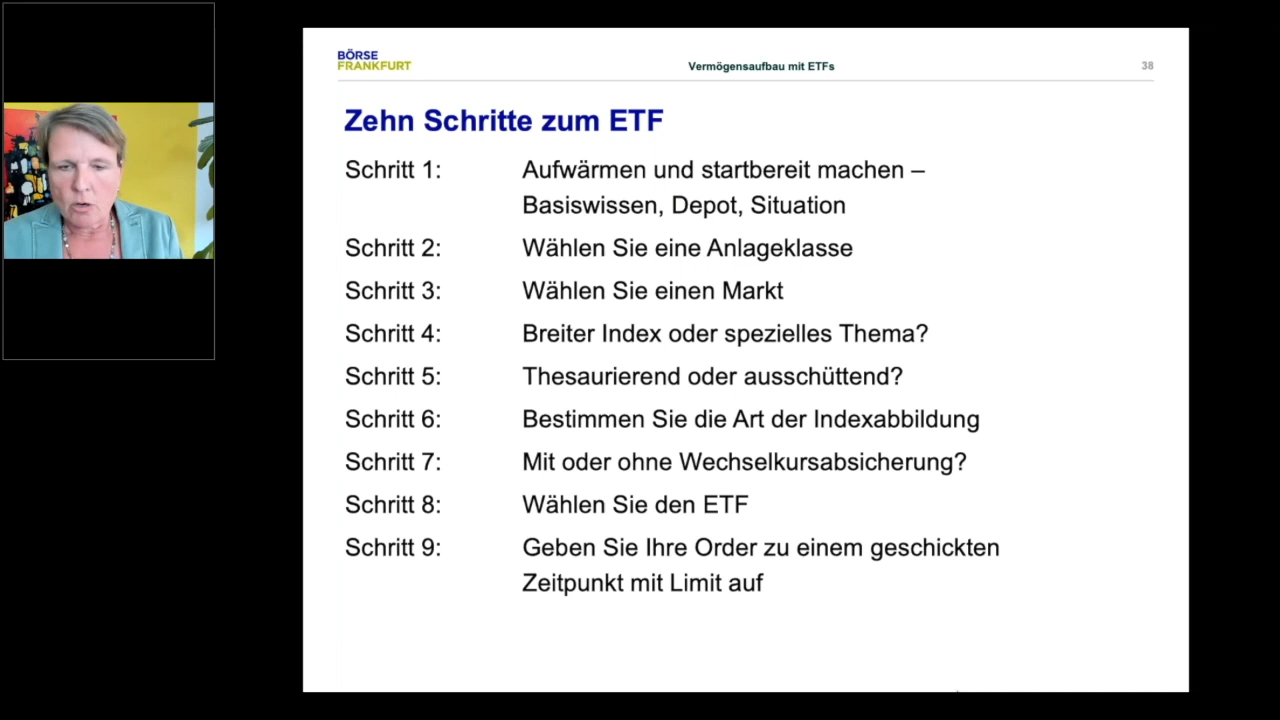 BÖRSE
FRANKFURT
Vermögensaufbau mit ETFs
38
Zehn Schritte zum ETF
Schritt 1: Aufwärmen und startbereit machen –
Basiswissen, Depot, Situation
Schritt 2: Wählen Sie eine Anlageklasse
Schritt 3: Wählen Sie einen Markt
Schritt 4: Breiter Index oder spezielles Thema?
Schritt 5: Thesaurierend oder ausschüttend?
Schritt 6: Bestimmen Sie die Art der Indexabbildung
Schritt 7: Mit oder ohne Wechselkursabsicherung?
Schritt 8: Wählen Sie den ETF
Schritt 9: Geben Sie Ihre Order zu einem geschickten
Zeitpunkt mit Limit auf